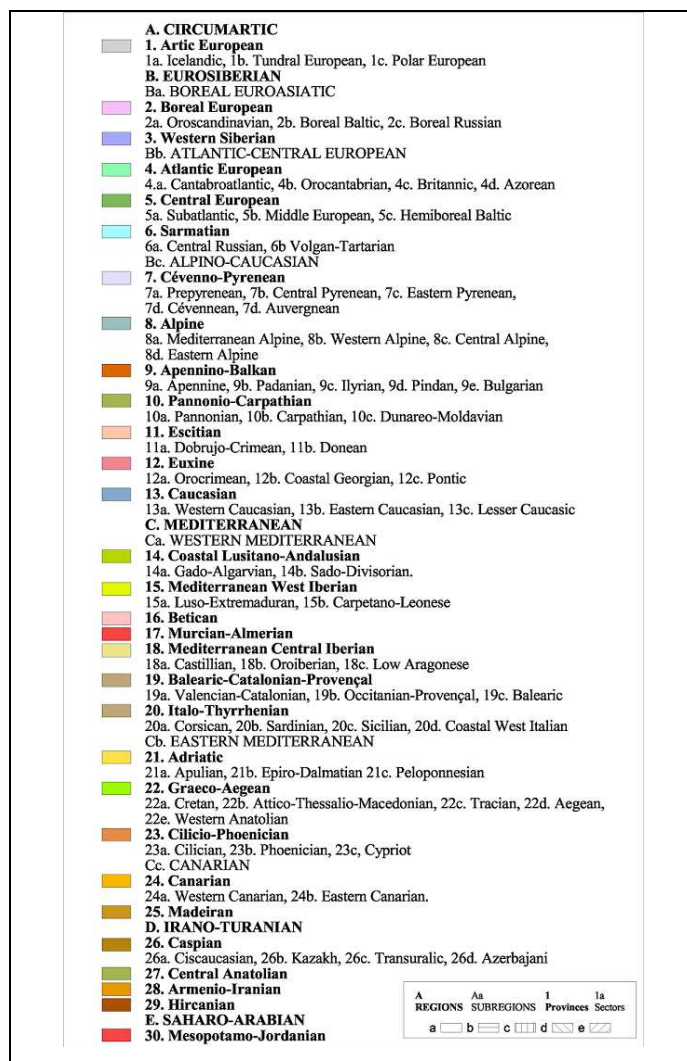 A. CIRCUMARTIC
1. Artic European
1a. Icelandic, 1b. Tundral European, 1c. Polar European
B. EUROSIBERIAN
Ba. BOREAL EUROASIATIC
2. Boreal European
2a. Oroscandinavian, 2b. Boreal Baltic, 2c. Boreal Russian
3. Western Siberian
Bb. ATLANTIC-CENTRAL EUROPEAN
4. Atlantic European
4.a. Cantabroatlantic, 4b. Orocantabrian, 4c. Britannic, 4d. Azorean
5. Central European
5a. Subatlantic, 5b. Middle European, 5c. Hemiboreal Baltic
6. Sarmatian
6a. Central Russian, 6b Volgan-Tartarian
Bc. ALPINO-CAUCASIAN
7. Cévenno-Pyrenean
7a. Prepyrenean, 7b. Central Pyrenean, 7c. Eastern Pyrenean,
7d. Cévennean, 7d. Auvergnean
8. Alpine
8a. Mediterranean Alpine, 8b. Western Alpine, 8c. Central Alpine,
8d. Eastern Alpine
9. Apennino-Balkan
9a. Apennine, 9b. Padanian, 9c. Ilyrian, 9d. Pindan, 9e. Bulgarian
10. Pannonio-Carpathian
10a. Pannonian, 10b. Carpathian, 10c. Dunareo-Moldavian
11. Escitian
11a. Dobrujo-Crimean, 11b. Donean
12. Euxine
12a. Orocrimean, 12b. Coastal Georgian, 12c. Pontic
13. Caucasian
13a. Western Caucasian, 13b. Eastern Caucasian, 13c. Lesser Caucasic
C. MEDITERRANEAN
Ca. WESTERN MEDITERRANEAN
14. Coastal Lusitano-Andalusian
14a. Gado-Algarvian, 14b. Sado-Divisorian.
15. Mediterranean West Iberian
15a. Luso-Extremaduran, 15b. Carpetano-Leonese
16. Betican
17. Murcian-Almerian
18. Mediterranean Central Iberian
18a. Castillian, 18b. Oroiberian, 18c. Low Aragonese
19. Balearic-Catalonian-Provençal
19a. Valencian-Catalonian, 19b. Occitanian-Provençal, 19c. Balearic
20. Italo-Thyrrhenian
20a. Corsican, 20b. Sardinian, 20c. Sicilian, 20d. Coastal West Italian
Cb. EASTERN MEDITERRANEAN
21. Adriatic
21a. Apulian, 21b. Epiro-Dalmatian 21c. Peloponnesian
22. Graeco-Aegean
22a. Cretan, 22b. Attico-Thessalio-Macedonian, 22c. Tracian, 22d. Aegean,
22e. Western Anatolian
23. Cilicio-Phoenician
23a. Cilician, 23b. Phoenician, 23c, Cypriot
Cc. CANARIAN
24. Canarian
24a. Western Canarian, 24b. Eastern Canarian.
25. Madeiran
D. IRANO-TURANIAN
26. Caspian
26a. Ciscaucasian, 26b. Kazakh, 26c. Transuralic, 26d. Azerbajani
27. Central Anatolian
28. Armenio-Iranian
29. Hircanian
E. SAHARO-ARABIAN
30. Mesopotamo-Jordanian
A Aa 1 1a
REGIONS SUBREGIONS Provinces Sectors
a b c d e